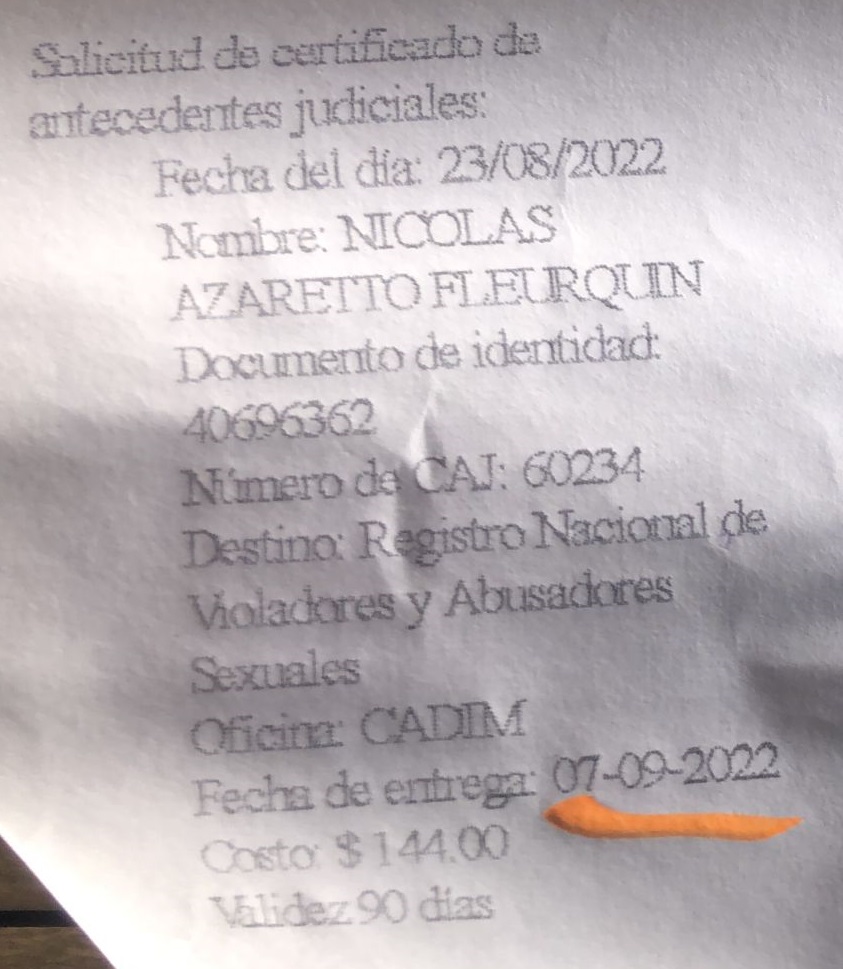 Solicitud de certificado de
antecedentes judiciales:
Fecha del día: 23/08/2022
Nombre: NICOLAS
AZARETTO FLEURQUIN
Documento de identidad:
40696362
Número de CAJ: 60234
Destino: Registro Nacional de
Violadores y Abusadores
Sexuales
Oficina: CADIM
Fecha de entrega: 07-09-2022
Costo: $ 144.00
Validez 90 días